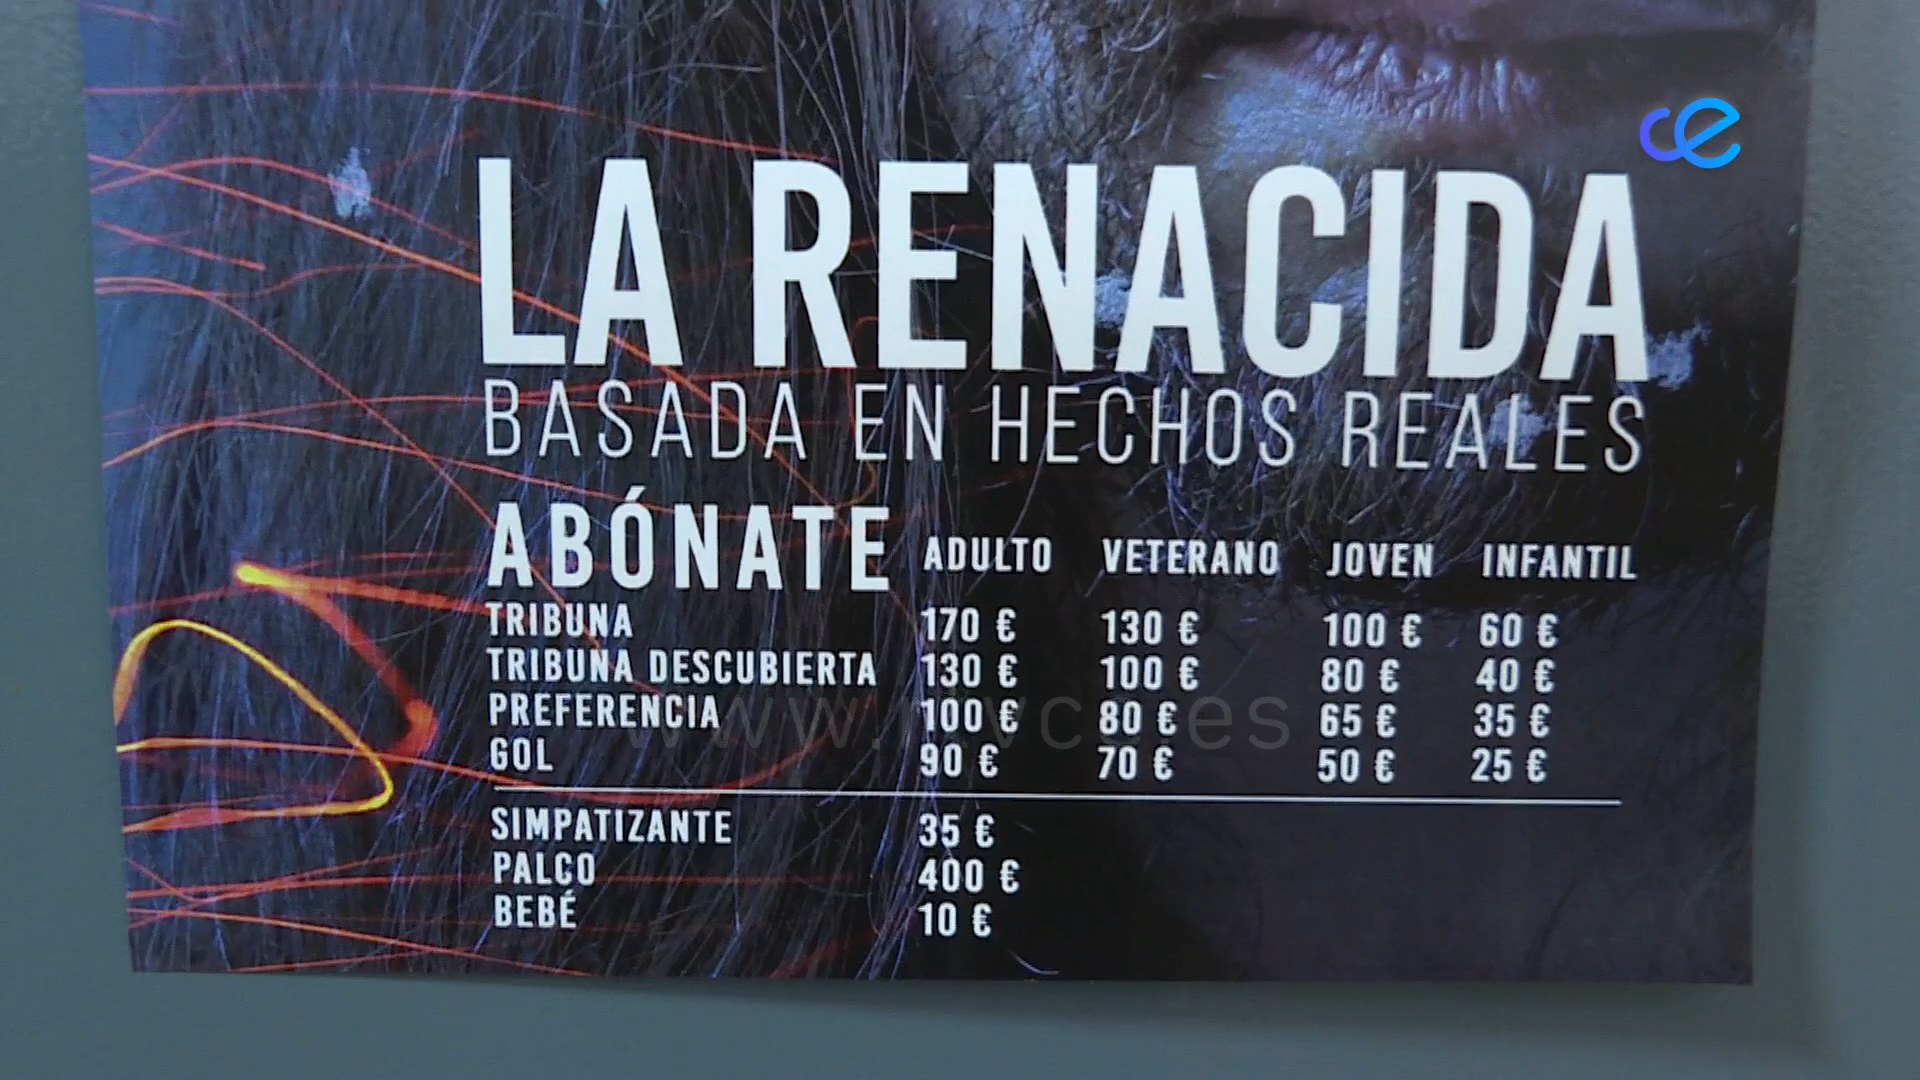 LA RENACIDA
BASADA EN HECHOS REALES
ABÓNATE ADULTO VETERANO JOVEN INFANTIL
TRIBUNA 170 € 130 € 100 € 60 €
TRIBUNA DESCUBIERTA 130 € 100 € 80 € 40 €
PREFERENCIA 100 € 80 € 65 € 35 €
GOL 90 € 70 € 50 € 25 €
SIMPATIZANTE 35 €
PALCO 400 €
BEBÉ 10 €
ce